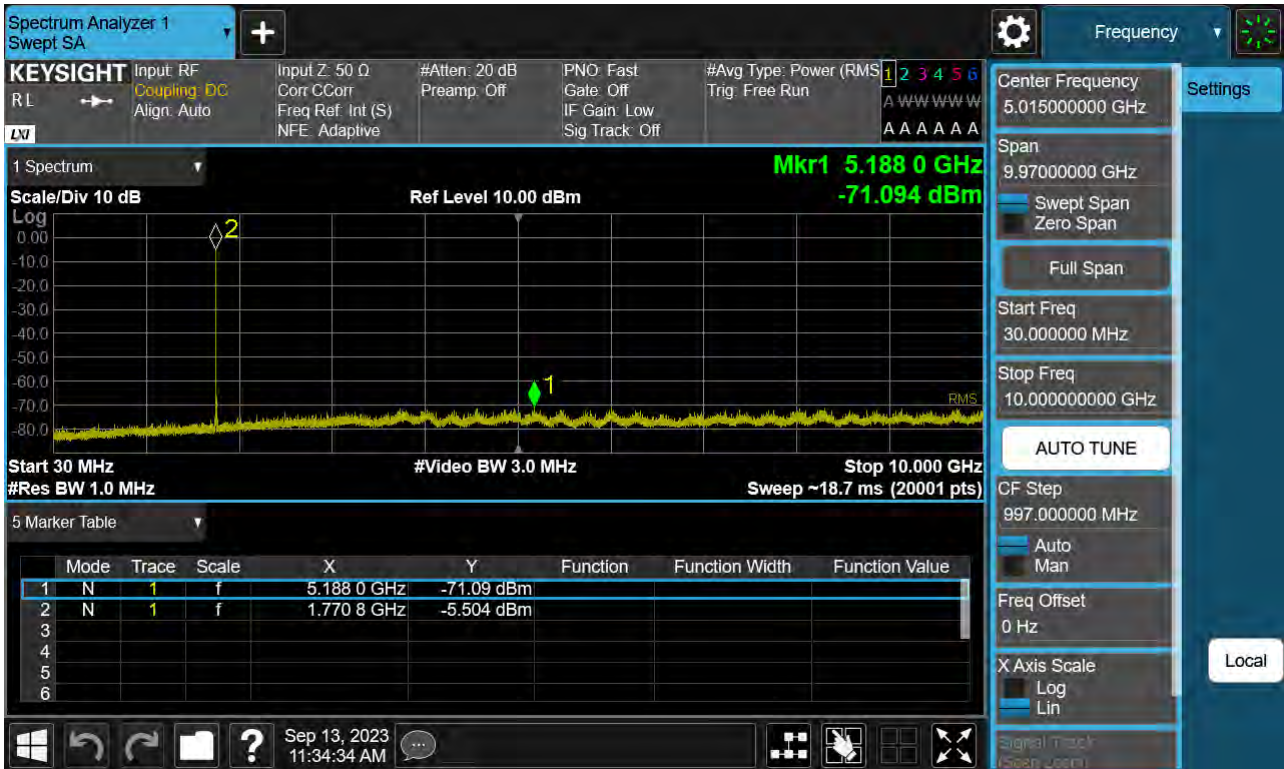 Spectrum Analyzer 1
Swept SA
Frequency
KEYSIGHT
RL
LXI
Input: RF
Coupling: DC
Align: Auto
Input Z: 50 Ω
Corr CCorr
Freq Ref: Int (S)
NFE: Adaptive
#Atten: 20 dB
Preamp: Off
PNO: Fast
Gate: Off
IF Gain: Low
Sig Track: Off
#Avg Type: Power (RMS
Trig: Free Run
1 2 3 4 5 6
A W W W W W
A A A A A A
1 Spectrum
Scale/Div 10 dB
Ref Level 10.00 dBm
Mkr1 5.188 0 GHz
-71.094 dBm
Log
0.00
-10.0
-20.0
-30.0
-40.0
-50.0
-60.0
-70.0
-80.0
2
1
RMS
Start 30 MHz
#Video BW 3.0 MHz
Stop 10.000 GHz
#Res BW 1.0 MHz
Sweep ~18.7 ms (20001 pts)
5 Marker Table
Mode Trace Scale X Y Function Function Width Function Value
1 N 1 f 5.188 0 GHz -71.09 dBm
2 N 1 f 1.770 8 GHz -5.504 dBm
3
4
5
6
Sep 13, 2023
11:34:34 AM
Center Frequency
5.015000000 GHz
Span
9.97000000 GHz
Swept Span
Zero Span
Full Span
Start Freq
30.000000 MHz
Stop Freq
10.000000000 GHz
AUTO TUNE
CF Step
997.000000 MHz
Auto
Man
Freq Offset
0 Hz
X Axis Scale
Log
Lin
Signal Track
(Span Zoom)
Settings
Local